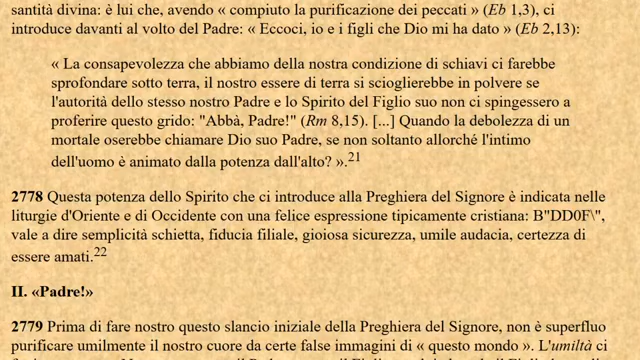 santità divina: è lui che, avendo « compiuto la purificazione dei peccati » (Eb 1,3), ci
introduce davanti al volto del Padre: « Eccoci, io e i figli che Dio mi ha dato » (Eb 2,13):
« La consapevolezza che abbiamo della nostra condizione di schiavi ci farebbe
sprofondare sotto terra, il nostro essere di terra si scioglierebbe in polvere se
l'autorità dello stesso nostro Padre e lo Spirito del Figlio suo non ci spingessero a
proferire questo grido: "Abbà, Padre!" (Rm 8,15). [...] Quando la debolezza di un
mortale oserebbe chiamare Dio suo Padre, se non soltanto allorché l'intimo
dell'uomo è animato dalla potenza dall'alto? ».21
2778 Questa potenza dello Spirito che ci introduce alla Preghiera del Signore è indicata nelle
liturgie d'Oriente e di Occidente con una felice espressione tipicamente cristiana: B"DD0F\",
vale a dire semplicità schietta, fiducia filiale, gioiosa sicurezza, umile audacia, certezza di
essere amati.22
II. «Padre!»
2779 Prima di fare nostro questo slancio iniziale della Preghiera del Signore, non è superfluo
purificare umilmente il nostro cuore da certe false immagini di « questo mondo ». L'umiltà ci